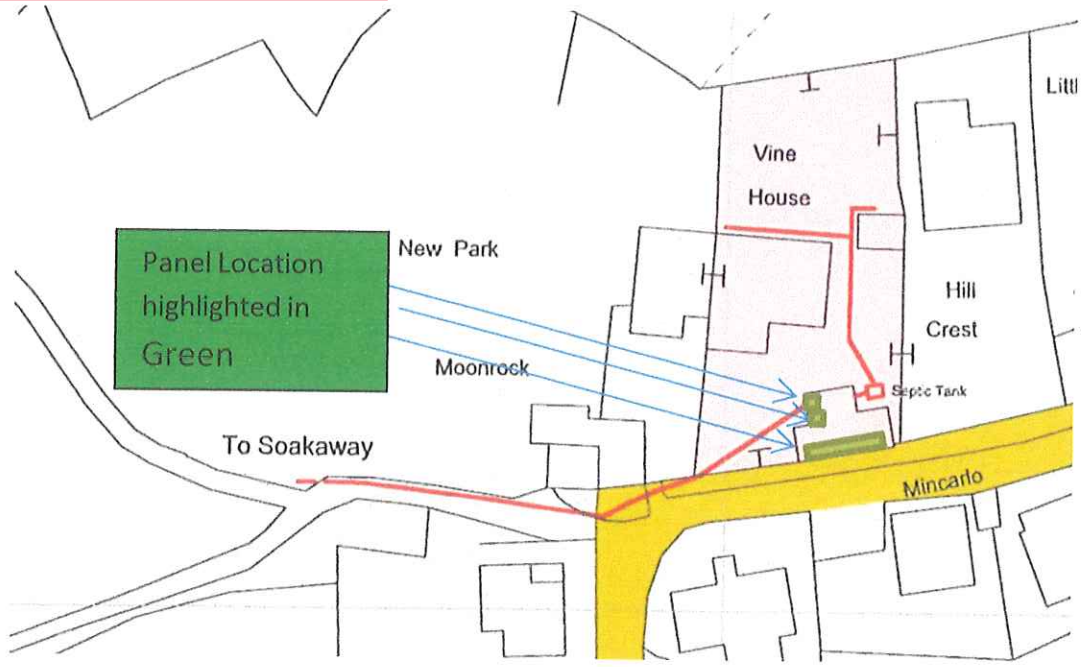 Littl
Vine
House
Panel Location
highlighted in
Green
New Park
Hill
Crest
Moonrock
Septic Tank
To Soakaway
Mincarlo